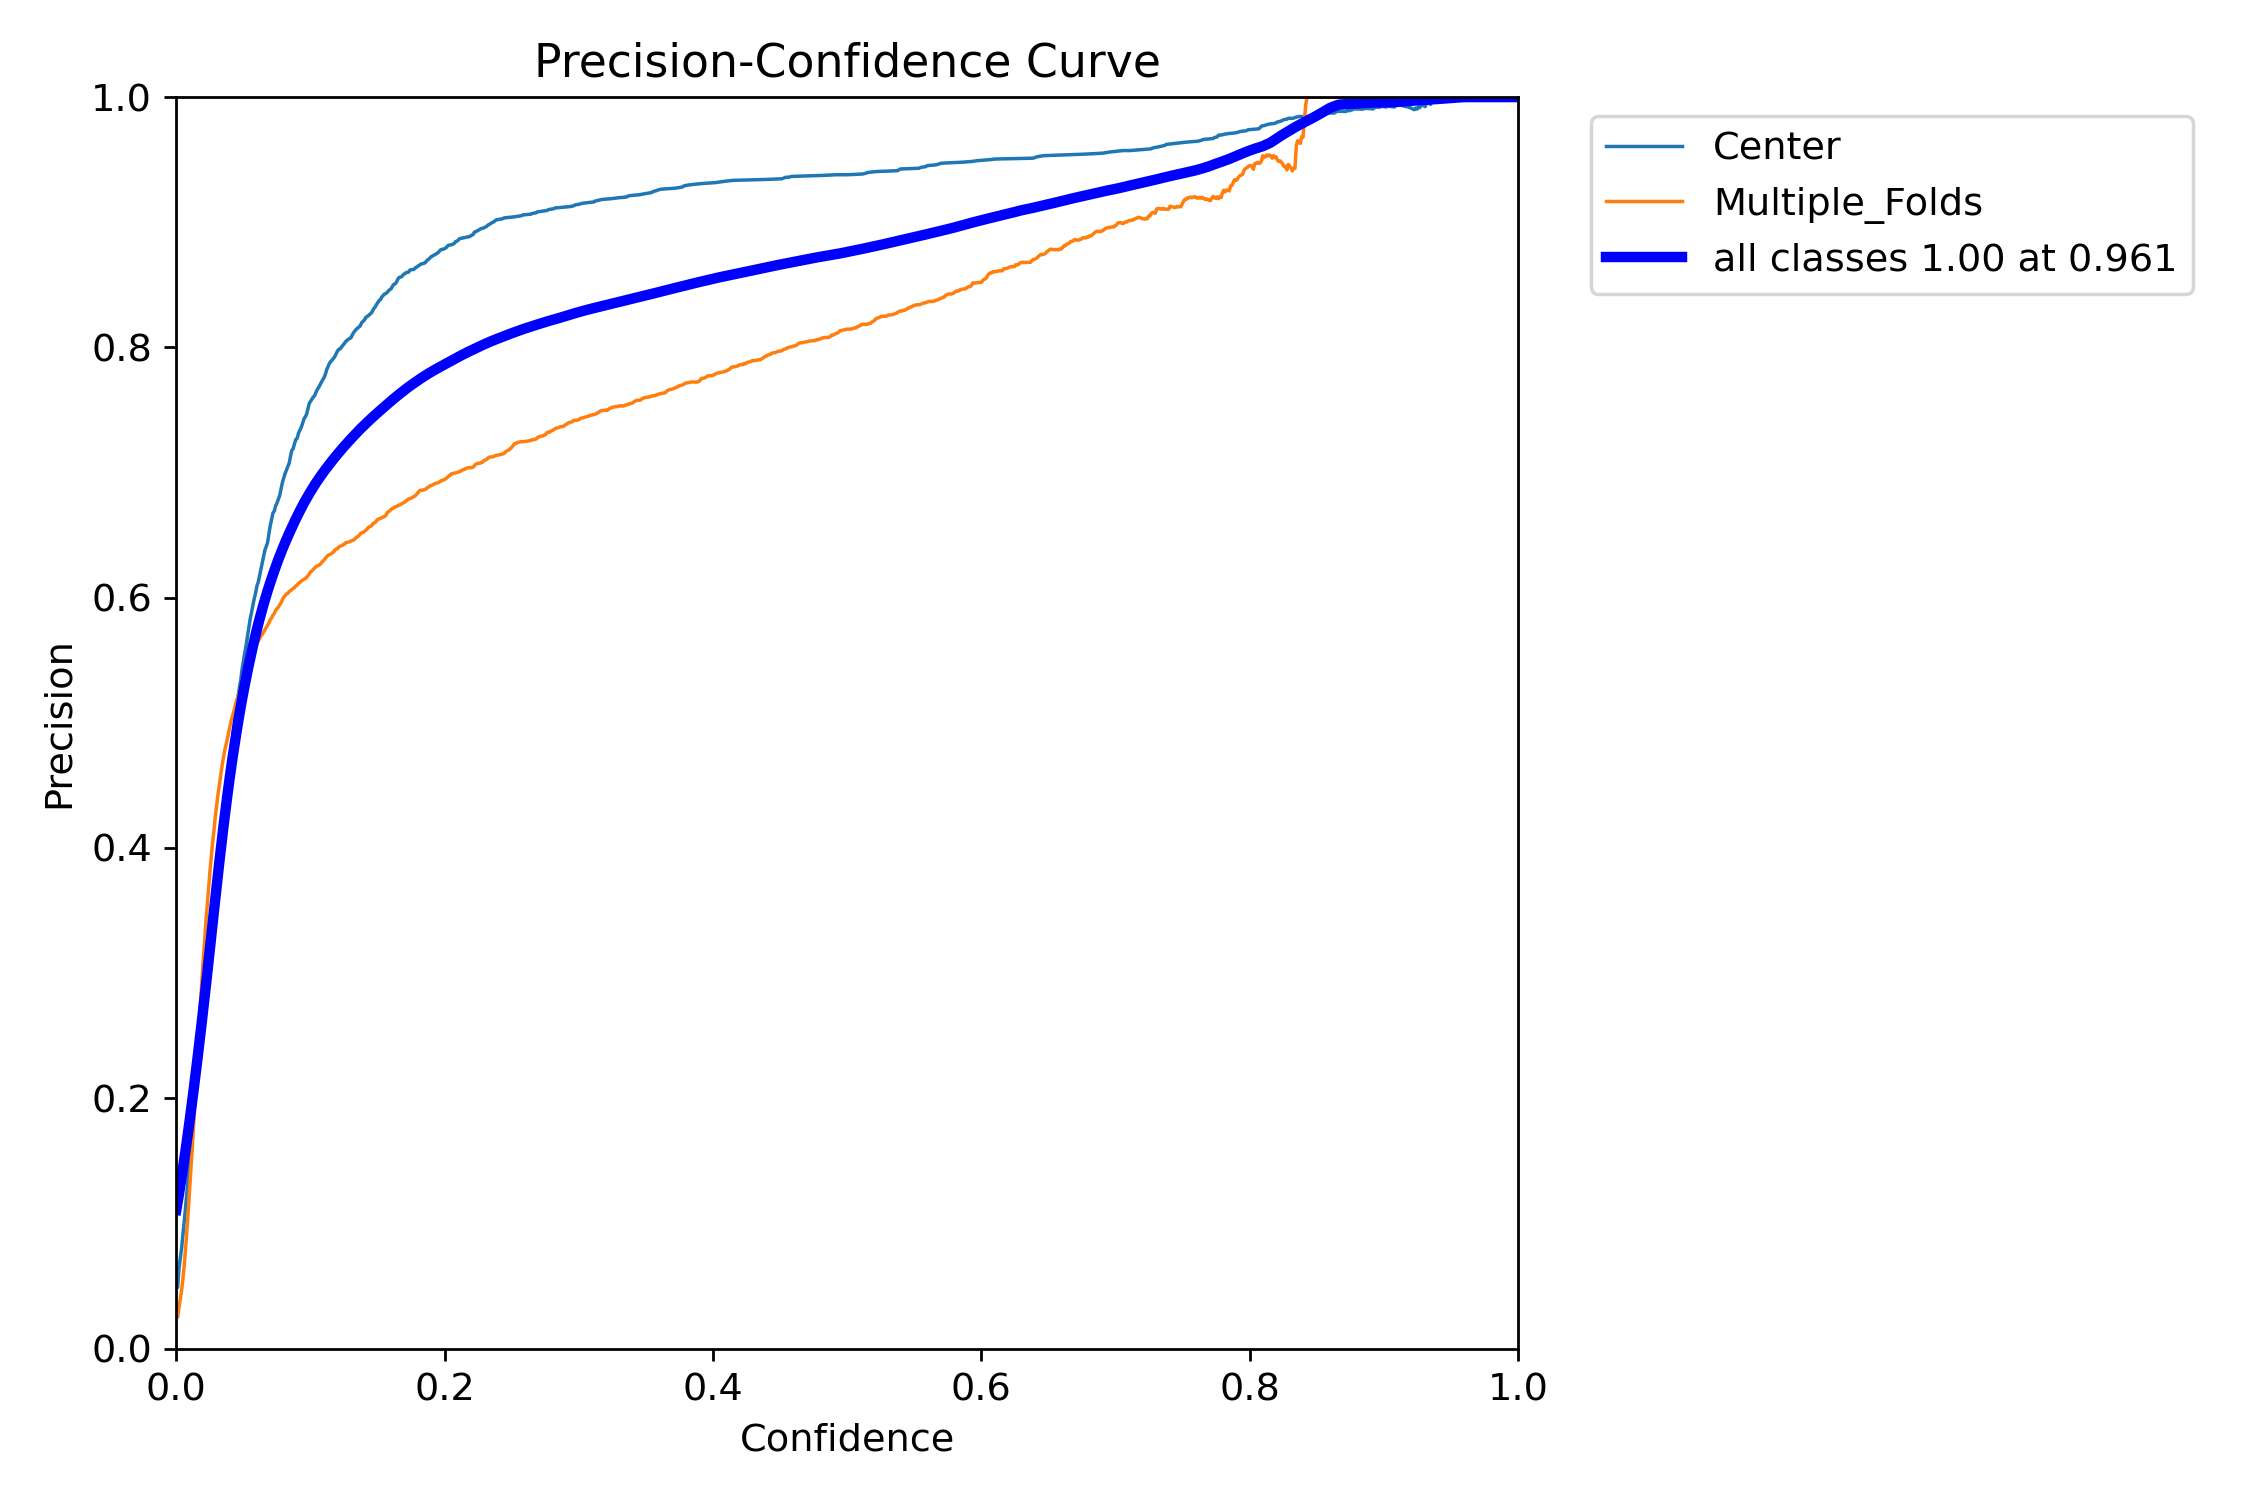 Precision-Confidence Curve
1.0
0.8
0.6
0.4
0.2
0.0
Precision
0.0 0.2 0.4 0.6 0.8 1.0
Confidence
Center
Multiple_Folds
all classes 1.00 at 0.961